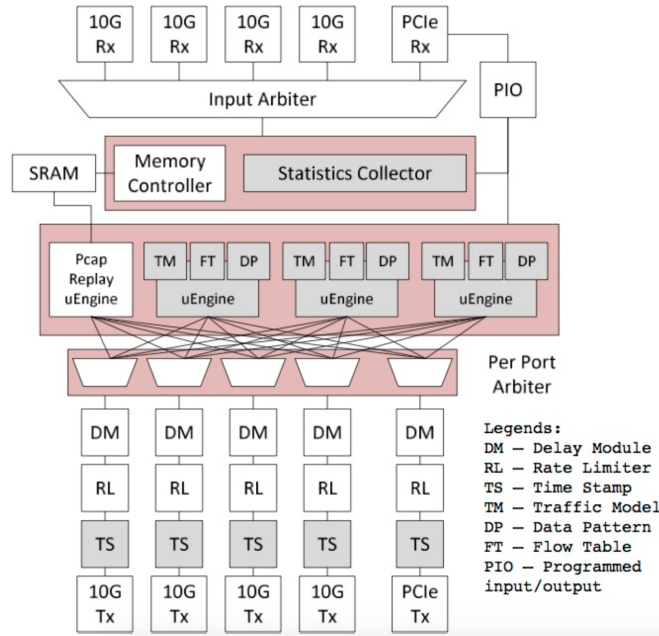 10G
Rx
10G
Rx
10G
Rx
10G
Rx
PCIe
Rx
Input Arbiter
PIO
SRAM
Memory
Controller
Statistics Collector
Pcap
Replay
uEngine
TM
FT
DP
uEngine
TM
FT
DP
uEngine
TM
FT
DP
uEngine
Per Port
Arbiter
DM
DM
DM
DM
DM
RL
RL
RL
RL
RL
TS
TS
TS
TS
TS
10G
Tx
10G
Tx
10G
Tx
10G
Tx
PCIe
Tx
Legends:
DM – Delay Module
RL – Rate Limiter
TS – Time Stamp
TM – Traffic Model
DP – Data Pattern
FT – Flow Table
PIO – Programmed
input/output